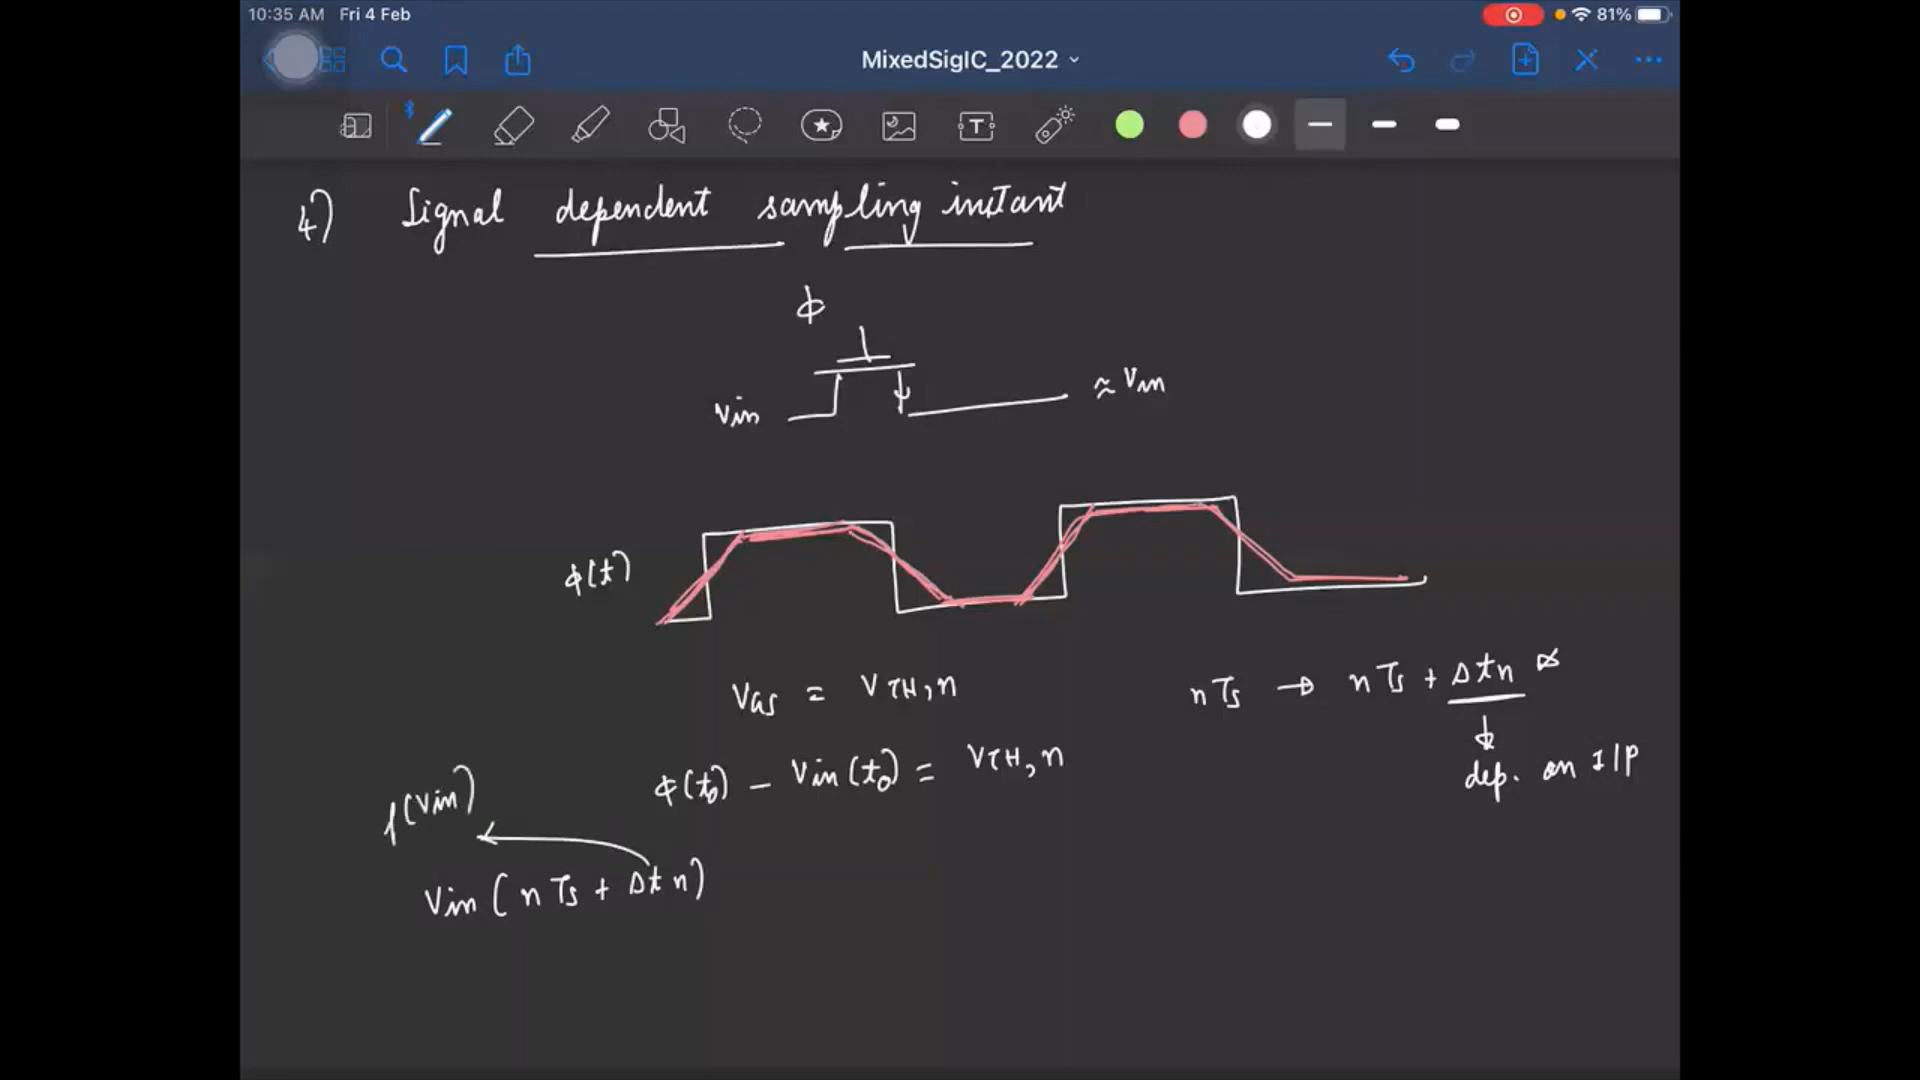 10:35 AM Fri 4 Feb
81%
MixedSigIC_2022
4) Signal dependent sampling instant
ϕ
Vin
≈ Vin
ϕ(t)
VGS = VTH,n
nTs → nTs + Δtn
dep. on I/P
ϕ(t0) - Vin(t0) = VTH,n
f(Vin)
Vin(nTs + Δtn)